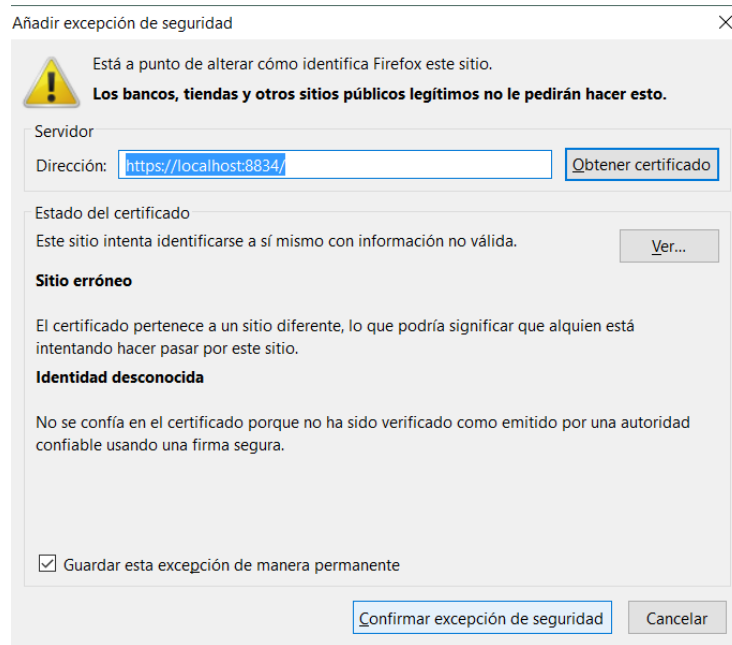 Añadir excepción de seguridad
Está a punto de alterar cómo identifica Firefox este sitio.
Los bancos, tiendas y otros sitios públicos legítimos no le pedirán hacer esto.
Servidor
Dirección: https://localhost:8834/ Obtener certificado
Estado del certificado
Este sitio intenta identificarse a sí mismo con información no válida. Ver...
Sitio erróneo
El certificado pertenece a un sitio diferente, lo que podría significar que alguien está
intentando hacer pasar por este sitio.
Identidad desconocida
No se confía en el certificado porque no ha sido verificado como emitido por una autoridad
confiable usando una firma segura.
Guardar esta excepción de manera permanente
Confirmar excepción de seguridad Cancelar